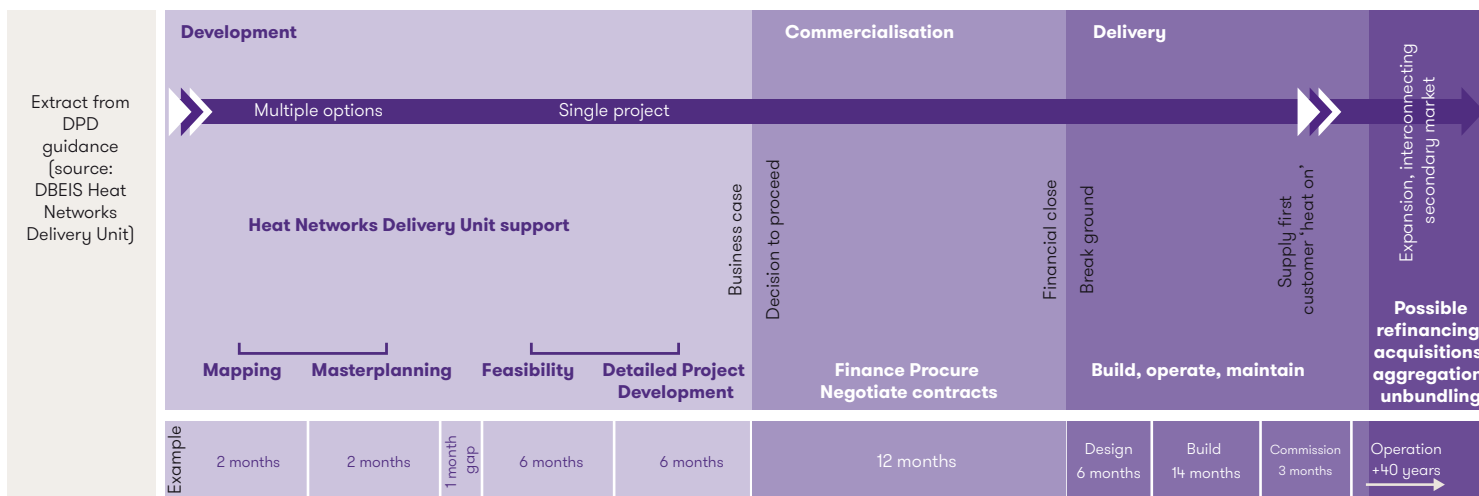 Extract from
DPD
guidance
(source:
DBEIS Heat
Networks
Delivery Unit)
Development
Commercialisation
Delivery
Multiple options
Single project
Heat Networks Delivery Unit support
Business case
Decision to proceed
Financial close
Break ground
Supply first
customer ‘heat on’
Expansion, interconnecting
secondary market
Mapping
Masterplanning
Feasibility
Detailed Project
Development
Finance Procure
Negotiate contracts
Build, operate, maintain
Possible
refinancing
acquisitions
aggregation
unbundling
Example
2 months
2 months
1 month
gap
6 months
6 months
12 months
Design
6 months
Build
14 months
Commission
3 months
Operation
+40 years